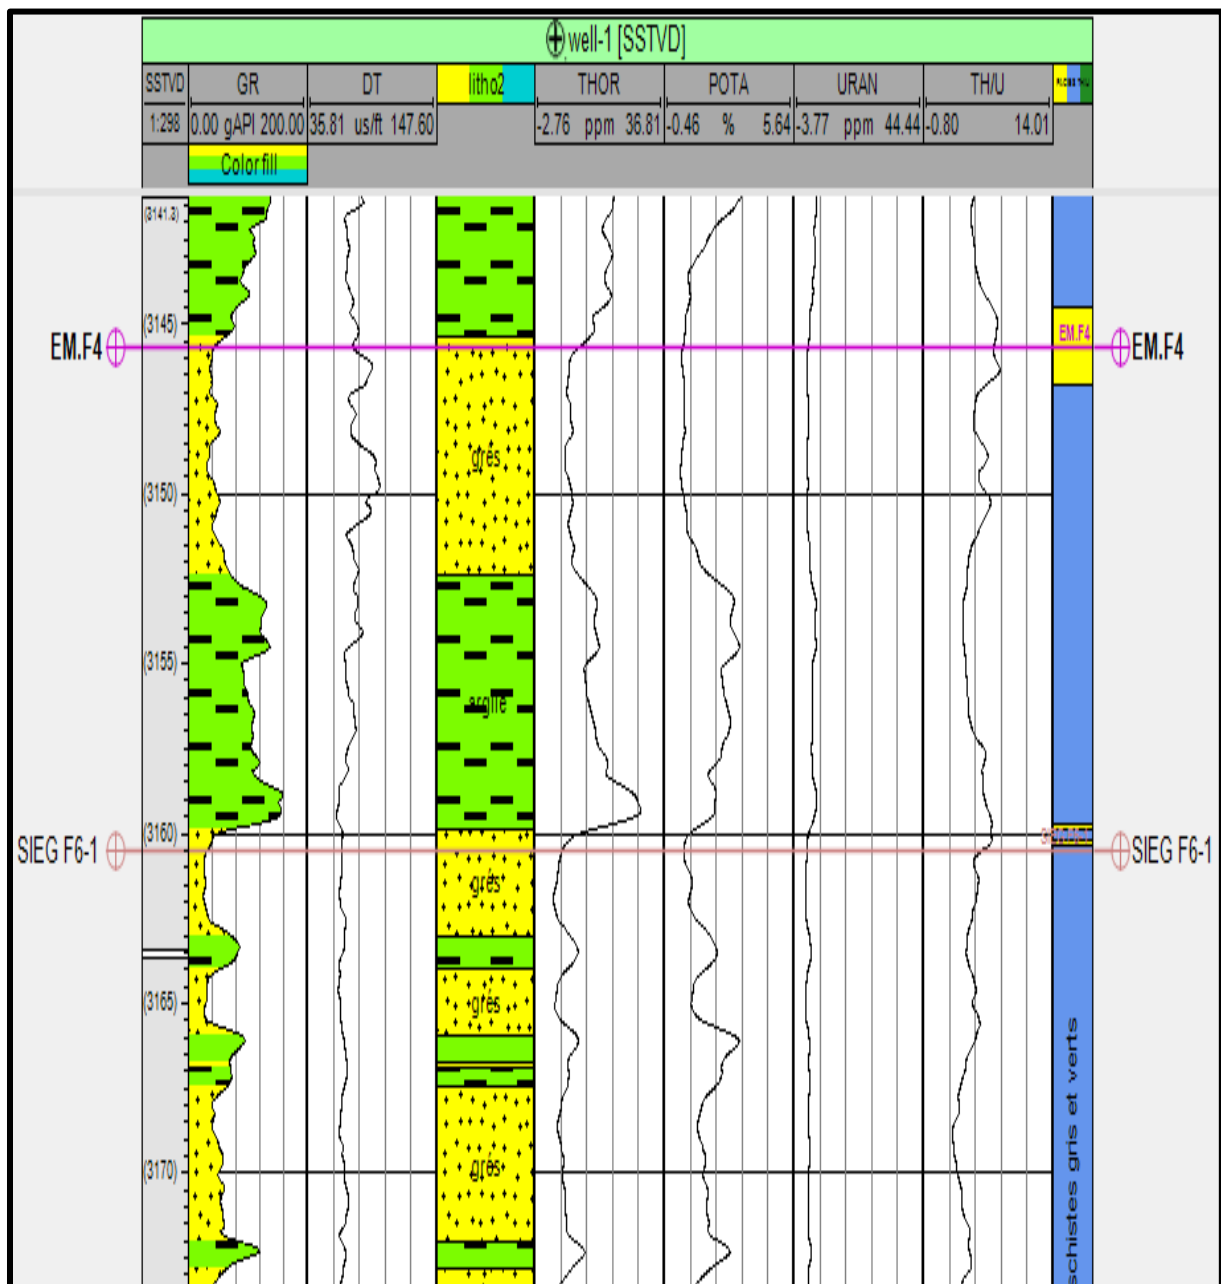 well-1 [SSTVD]
SSTVD GR DT litho2 THOR POTA URAN TH/U
1:298 0.00 gAPI 200.00 35.81 us/ft 147.60 -2.76 ppm 36.81 -0.46 % 5.64 -3.77 ppm 44.44 -0.80 14.01
Color fill
(3141.3)
(3145)
EM.F4
EM.F4 EM.F4
grés
(3150)
(3155)
argile
(3160)
SIEG F6-1 SIEG F6-1
grés
(3165) grés
(3170) grés
schistes gris et verts